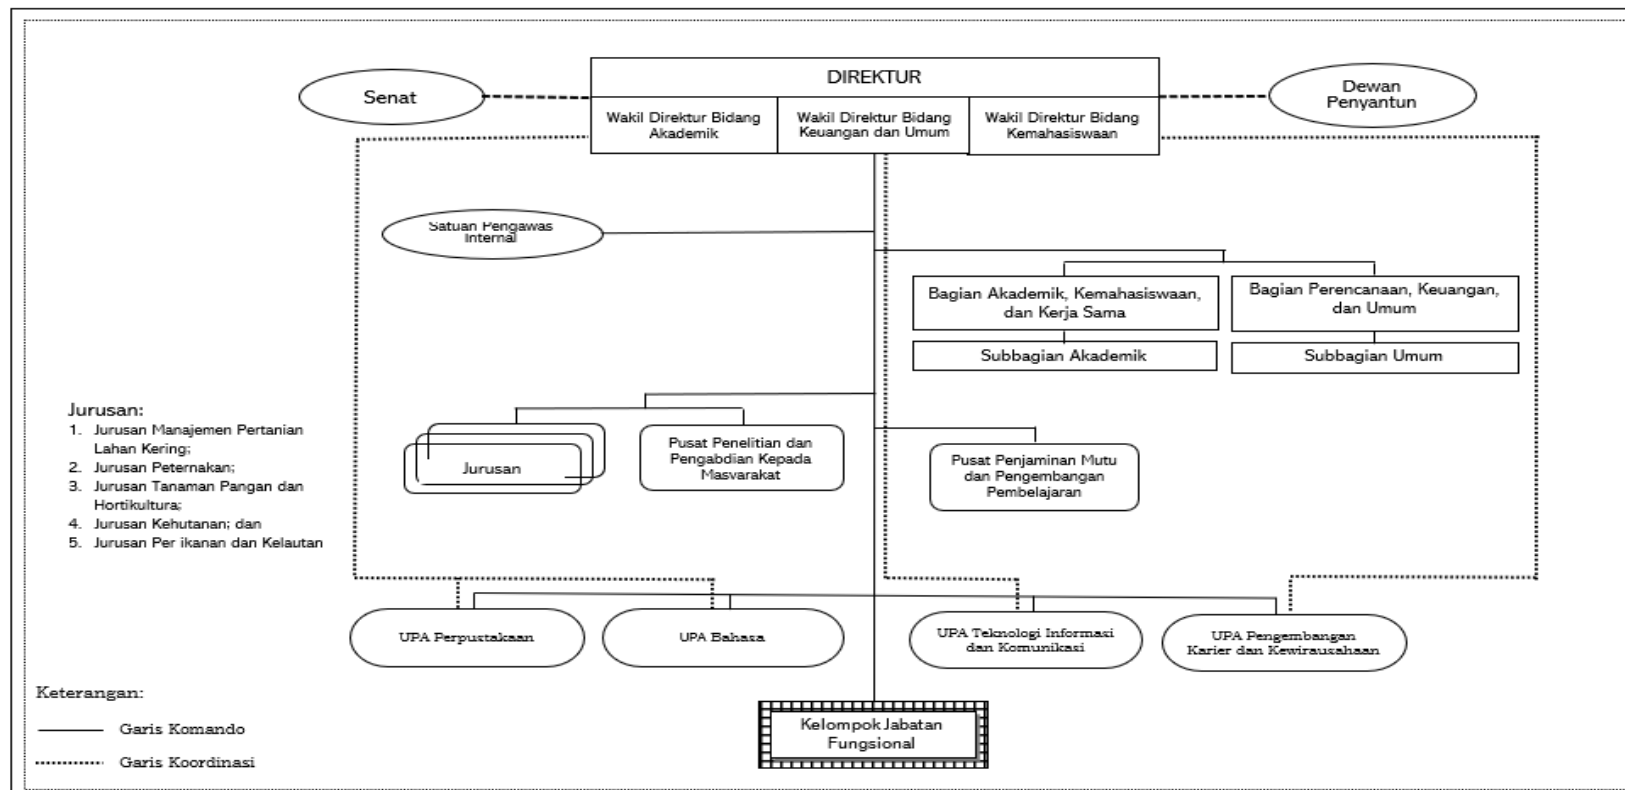 DIREKTUR
Senat
Dewan
Penyantun
Wakil Direktur Bidang
Akademik
Wakil Direktur Bidang
Keuangan dan Umum
Wakil Direktur Bidang
Kemahasiswaan
Satuan Pengawas
Internal
Bagian Akademik, Kemahasiswaan,
dan Kerja Sama
Bagian Perencanaan, Keuangan,
dan Umum
Subbagian Akademik
Subbagian Umum
Jurusan:
1. Jurusan Manajemen Pertanian
Lahan Kering;
2. Jurusan Peternakan;
3. Jurusan Tanaman Pangan dan
Hortikultura;
4. Jurusan Kehutanan; dan
5. Jurusan Per ikanan dan Kelautan
Jurusan
Pusat Penelitian dan
Pengabdian Kepada
Masyarakat
Pusat Penjaminan Mutu
dan Pengembangan
Pembelajaran
UPA Perpustakaan
UPA Bahasa
UPA Teknologi Informasi
dan Komunikasi
UPA Pengembangan
Karier dan Kewirausahaan
Keterangan:
Garis Komando
Garis Koordinasi
Kelompok Jabatan
Fungsional